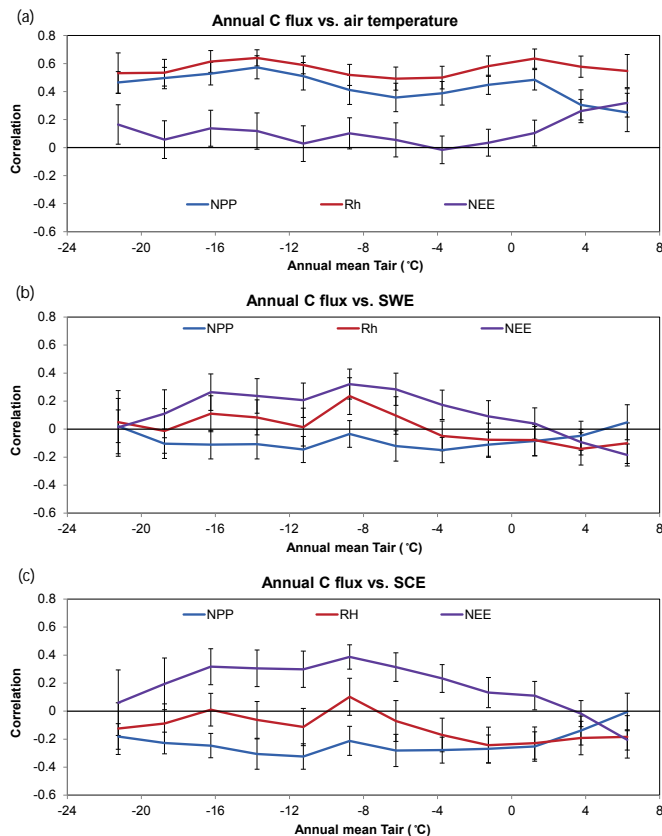 (a)
Annual C flux vs. air temperature
0.8
0.6
0.4
0.2
0
-0.2
-0.4
-0.6
Correlation
NPP Rh NEE
-24 -20 -16 -12 -8 -4 0 4 8
Annual mean Tair (°C)
(b)
Annual C flux vs. SWE
0.8
0.6
0.4
0.2
0
-0.2
-0.4
-0.6
Correlation
NPP Rh NEE
-24 -20 -16 -12 -8 -4 0 4 8
Annual mean Tair (°C)
(c)
Annual C flux vs. SCE
0.8
0.6
0.4
0.2
0
-0.2
-0.4
-0.6
Correlation
NPP RH NEE
-24 -20 -16 -12 -8 -4 0 4 8
Annual mean Tair (°C)